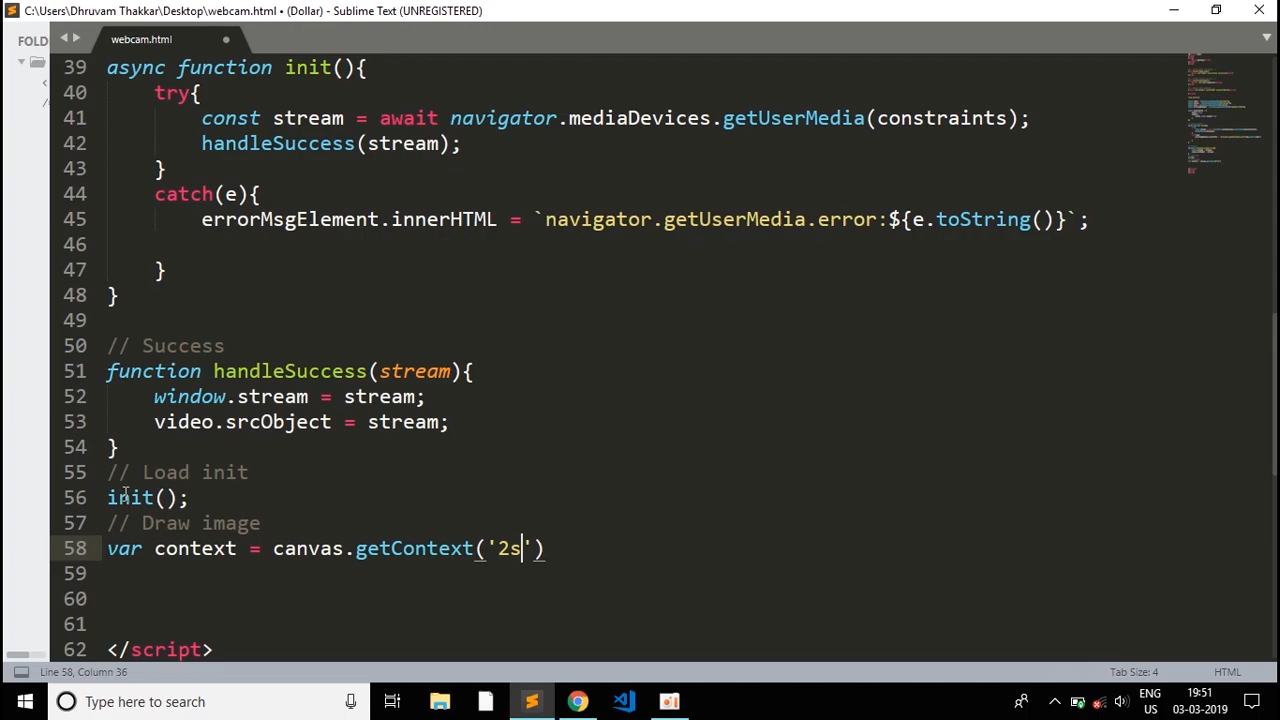 C:\Users\Dhruvam Thakkar\Desktop\webcam.html • (Dollar) - Sublime Text (UNREGISTERED)
FOLD
webcam.html
39 async function init(){
40 try{
41 const stream = await navigator.mediaDevices.getUserMedia(constraints);
42 handleSuccess(stream);
43 }
44 catch(e){
45 errorMsgElement.innerHTML = `navigator.getUserMedia.error:${e.toString()}`;
46
47 }
48 }
49
50 // Success
51 function handleSuccess(stream){
52 window.stream = stream;
53 video.srcObject = stream;
54 }
55 // Load init
56 init();
57 // Draw image
58 var context = canvas.getContext('2s')
59
60
61
62 </script>
Line 58, Column 36
Tab Size: 4
HTML
Type here to search
ENG
US
19:51
03-03-2019